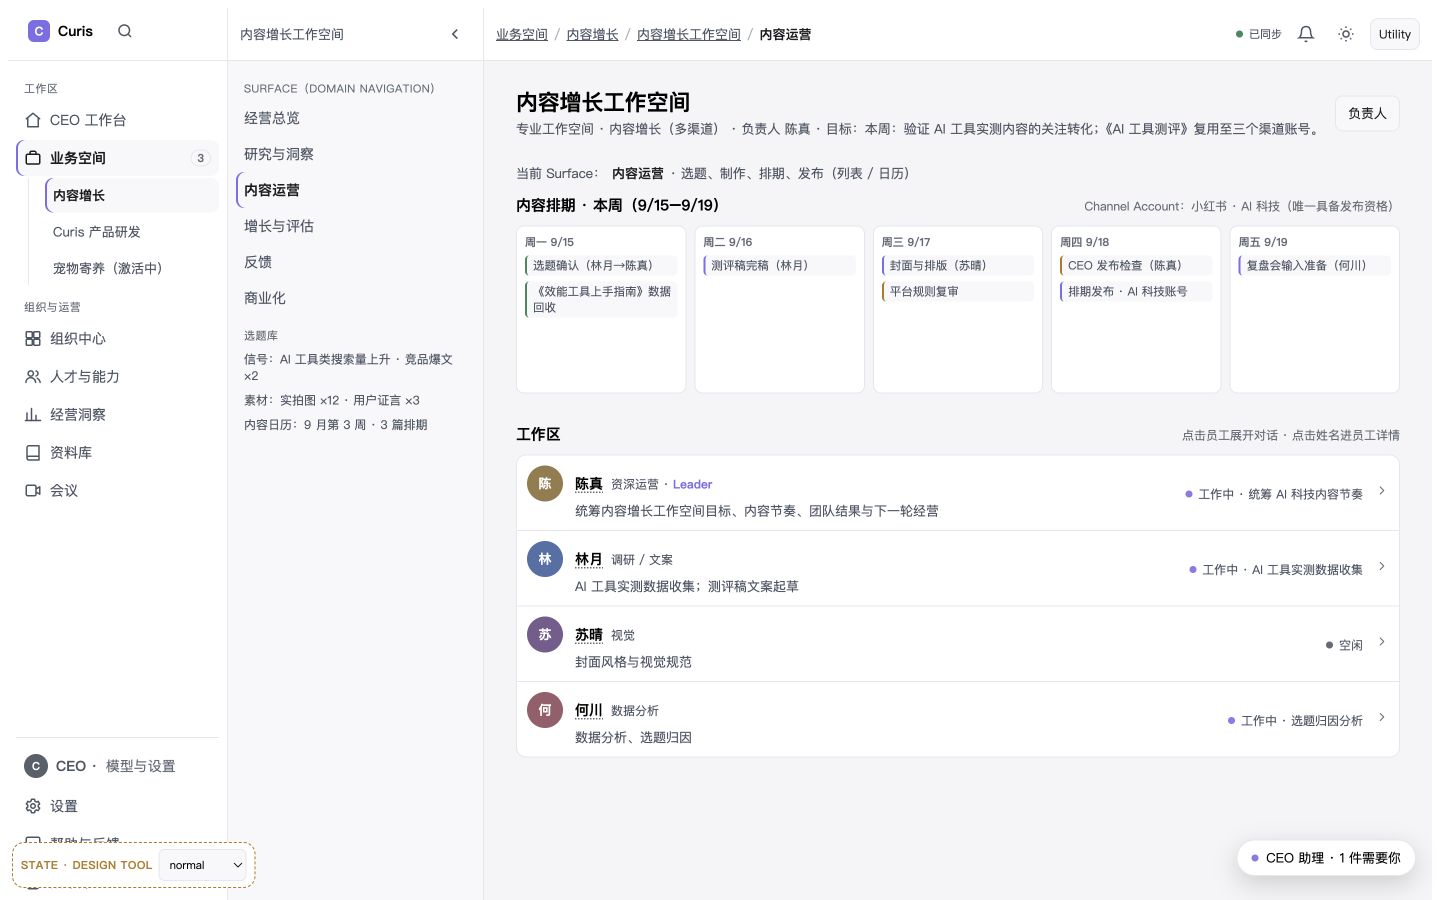 C Curis
工作区
CEO 工作台
业务空间 3
内容增长
Curis 产品研发
宠物寄养（激活中）
组织与运营
组织中心
人才与能力
经营洞察
资料库
会议
C CEO · 模型与设置
设置
STATE · DESIGN TOOL normal
内容增长工作空间
SURFACE（DOMAIN NAVIGATION）
经营总览
研究与洞察
内容运营
增长与评估
反馈
商业化
选题库
信号：AI 工具类搜索量上升 · 竞品爆文
×2
素材：实拍图 ×12 · 用户证言 ×3
内容日历：9 月第 3 周 · 3 篇排期
业务空间 / 内容增长 / 内容增长工作空间 / 内容运营
已同步
Utility
内容增长工作空间
专业工作空间 · 内容增长（多渠道） · 负责人 陈真 · 目标：本周：验证 AI 工具实测内容的关注转化；《AI 工具测评》复用至三个渠道账号。
负责人
当前 Surface： 内容运营 · 选题、制作、排期、发布（列表 / 日历）
内容排期 · 本周（9/15—9/19）
Channel Account：小红书 · AI 科技（唯一具备发布资格）
周一 9/15
选题确认（林月→陈真）
《效能工具上手指南》数据
回收
周二 9/16
测评稿完稿（林月）
周三 9/17
封面与排版（苏晴）
平台规则复审
周四 9/18
CEO 发布检查（陈真）
排期发布 · AI 科技账号
周五 9/19
复盘会输入准备（何川）
工作区
点击员工展开对话 · 点击姓名进员工详情
陈 陈真 资深运营 · Leader
统筹内容增长工作空间目标、内容节奏、团队结果与下一轮经营
工作中 · 统筹 AI 科技内容节奏
林 林月 调研 / 文案
AI 工具实测数据收集；测评稿文案起草
工作中 · AI 工具实测数据收集
苏 苏晴 视觉
封面风格与视觉规范
空闲
何 何川 数据分析
数据分析、选题归因
工作中 · 选题归因分析
CEO 助理 · 1 件需要你